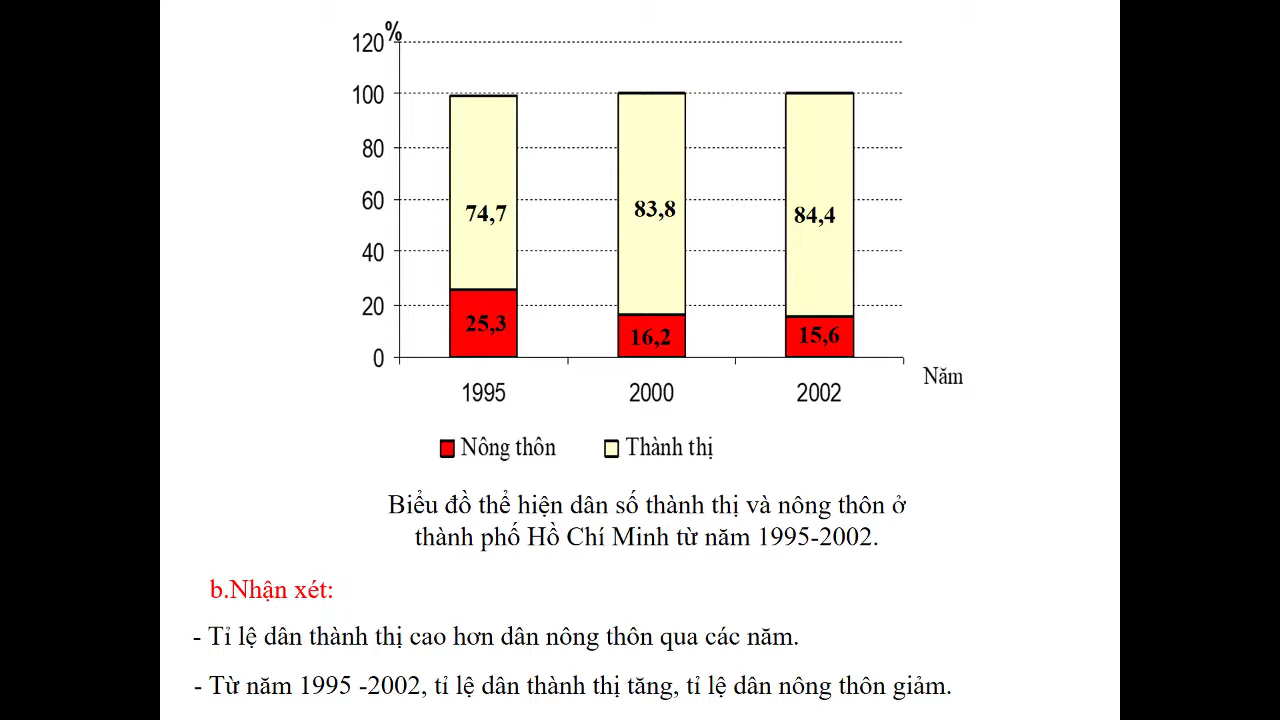 %
120
100
80
60
40
20
0
74,7 83,8 84,4
25,3 16,2 15,6
Năm
1995 2000 2002
Nông thôn Thành thị
Biểu đồ thể hiện dân số thành thị và nông thôn ở
thành phố Hồ Chí Minh từ năm 1995-2002.
b.Nhận xét:
- Tỉ lệ dân thành thị cao hơn dân nông thôn qua các năm.
- Từ năm 1995 -2002, tỉ lệ dân thành thị tăng, tỉ lệ dân nông thôn giảm.